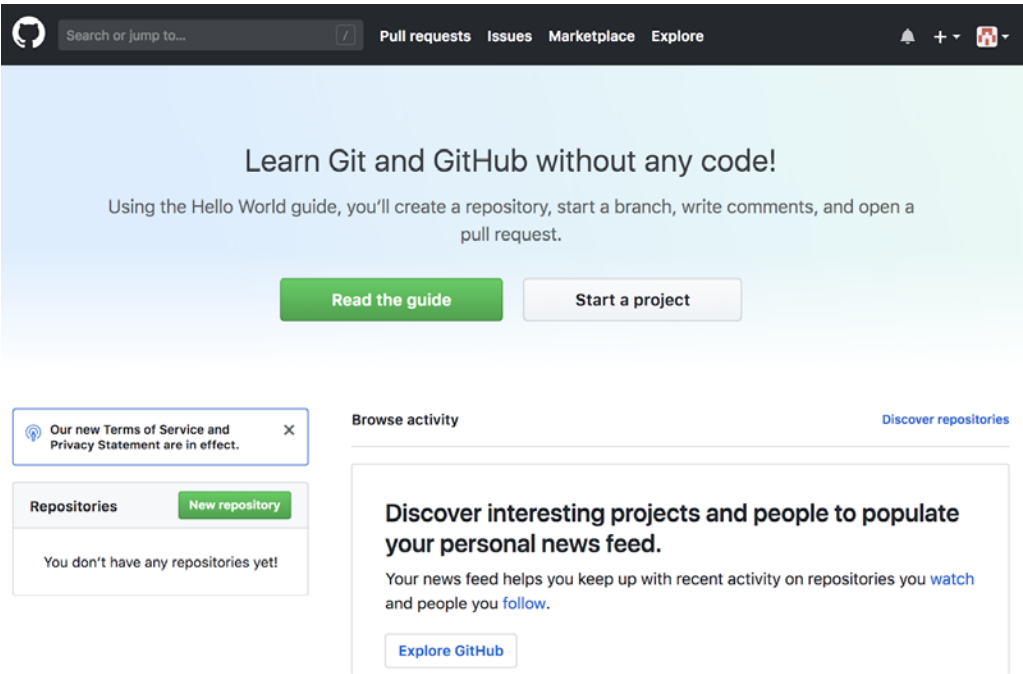 Search or jump to...
/
Pull requests
Issues
Marketplace
Explore
Learn Git and GitHub without any code!
Using the Hello World guide, you’ll create a repository, start a branch, write comments, and open a
pull request.
Read the guide
Start a project
Our new Terms of Service and
Privacy Statement are in effect.
Repositories
New repository
You don’t have any repositories yet!
Browse activity
Discover repositories
Discover interesting projects and people to populate
your personal news feed.
Your news feed helps you keep up with recent activity on repositories you watch
and people you follow.
Explore GitHub